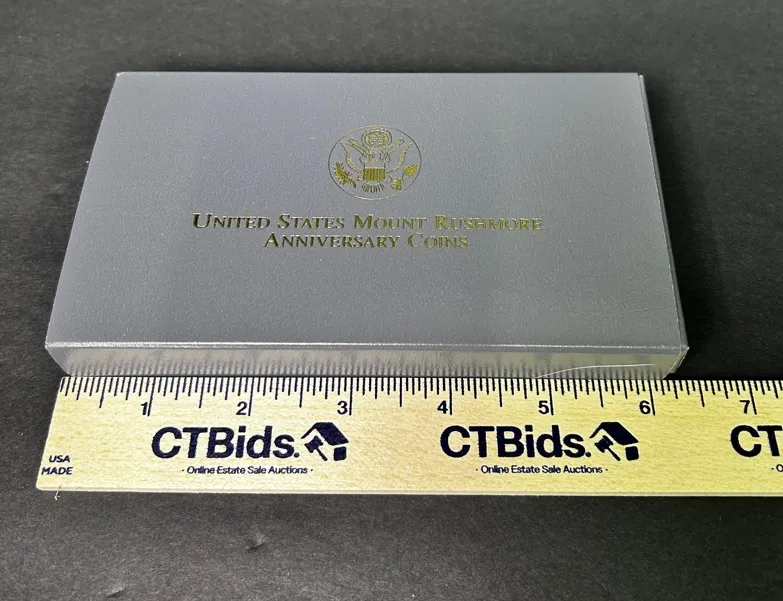 UNITED STATES MOUNT RUSHMORE
ANNIVERSARY COINS
1 2 3 4 5 6 7
CTBids. CTBids. CT
· Online Estate Sale Auctions · · Online Estate Sale Auctions · · O
USA
MADE